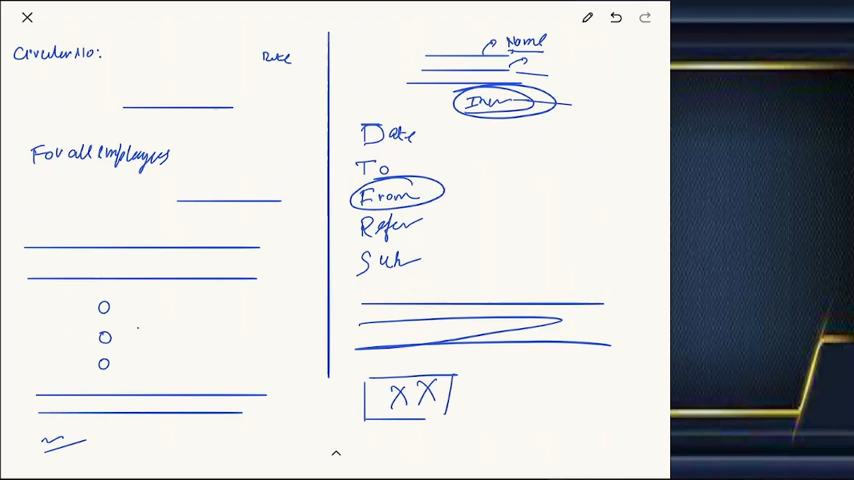 Circular No:
Date
For all employees
Name
Date
To
From
Refer
Sub
XX